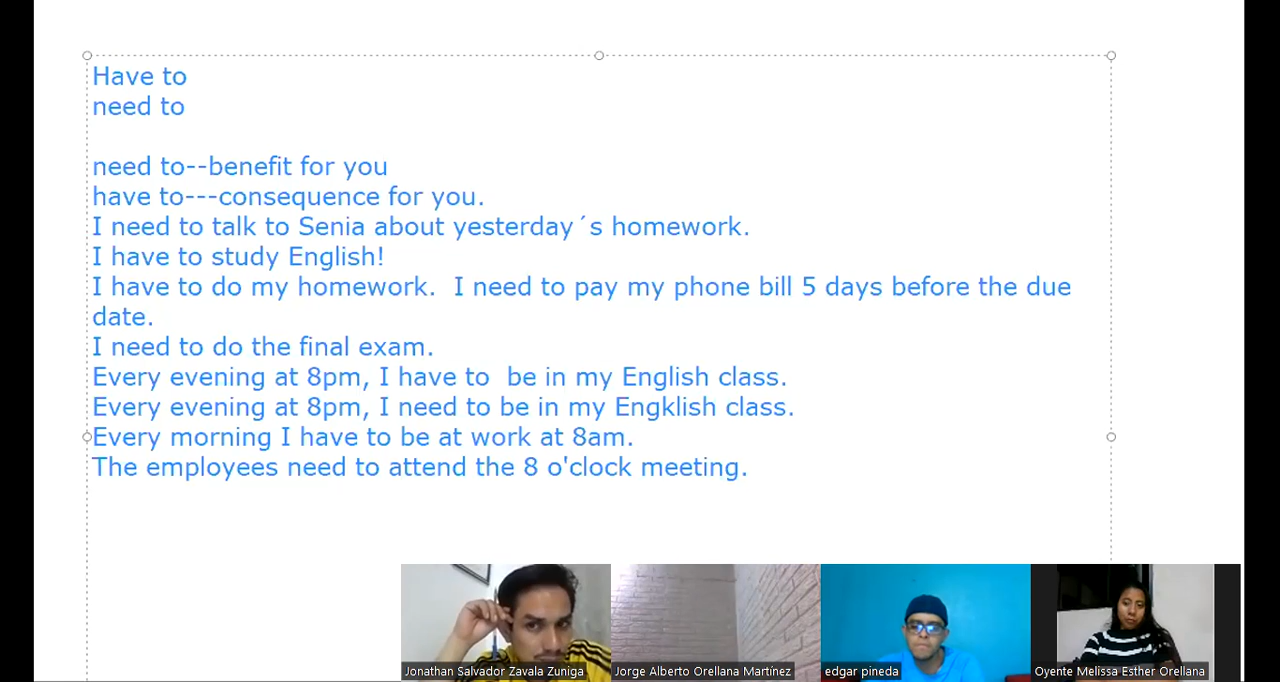 Have to
need to
need to--benefit for you
have to---consequence for you.
I need to talk to Senia about yesterday´s homework.
I have to study English!
I have to do my homework.  I need to pay my phone bill 5 days before the due
date.
I need to do the final exam.
Every evening at 8pm, I have to  be in my English class.
Every evening at 8pm, I need to be in my Engklish class.
Every morning I have to be at work at 8am.
The employees need to attend the 8 o'clock meeting.
Jonathan Salvador Zavala Zuniga
Jorge Alberto Orellana Martínez
edgar pineda
Oyente Melissa Esther Orellana